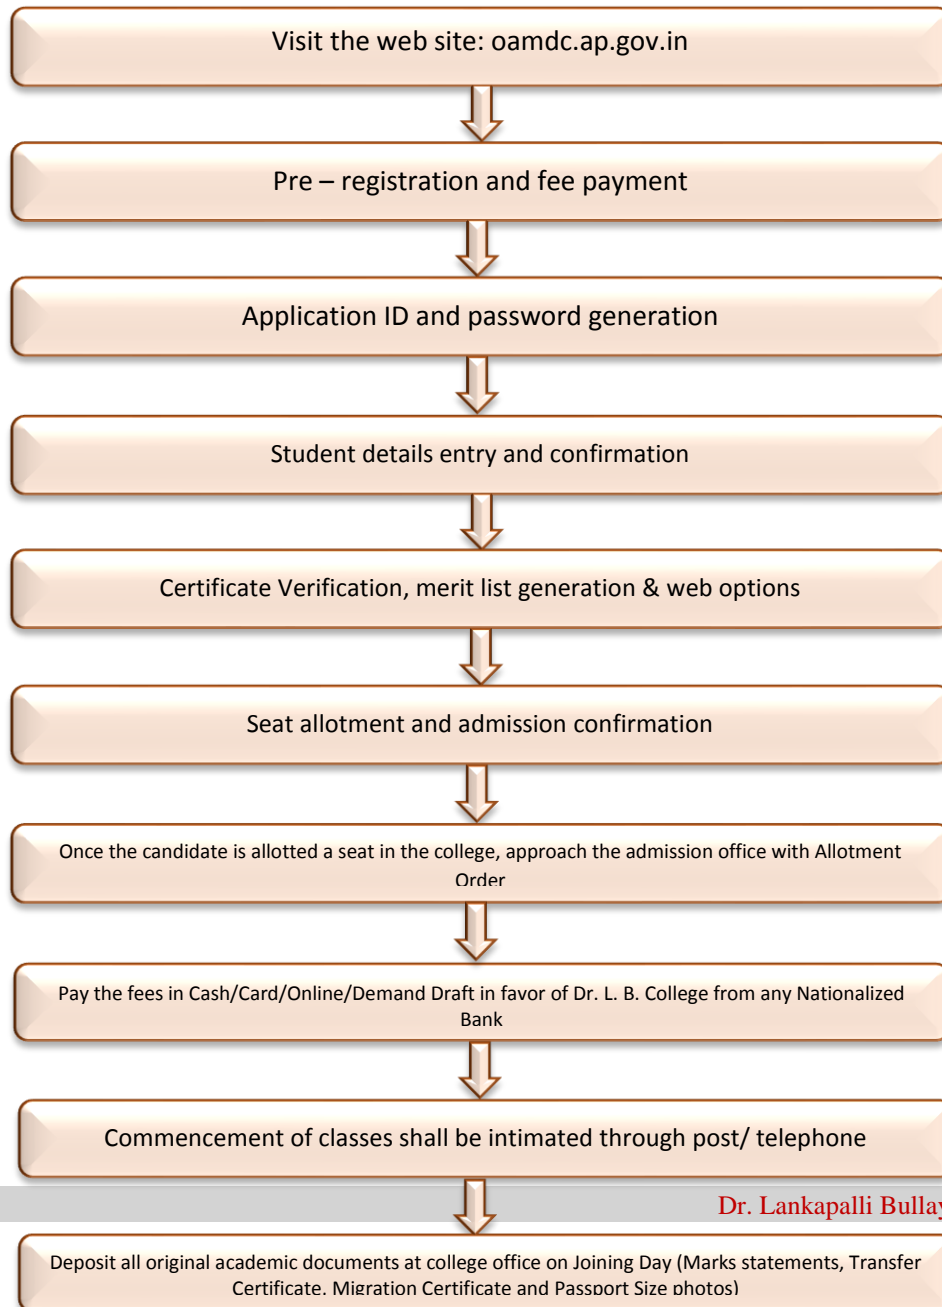 Visit the web site: oamdc.ap.gov.in
Pre – registration and fee payment
Application ID and password generation
Student details entry and confirmation
Certificate Verification, merit list generation & web options
Seat allotment and admission confirmation
Once the candidate is allotted a seat in the college, approach the admission office with Allotment
Order
Pay the fees in Cash/Card/Online/Demand Draft in favor of Dr. L. B. College from any Nationalized
Bank
Commencement of classes shall be intimated through post/ telephone
Dr. Lankapalli Bullay
Deposit all original academic documents at college office on Joining Day (Marks statements, Transfer
Certificate, Migration Certificate and Passport Size photos)